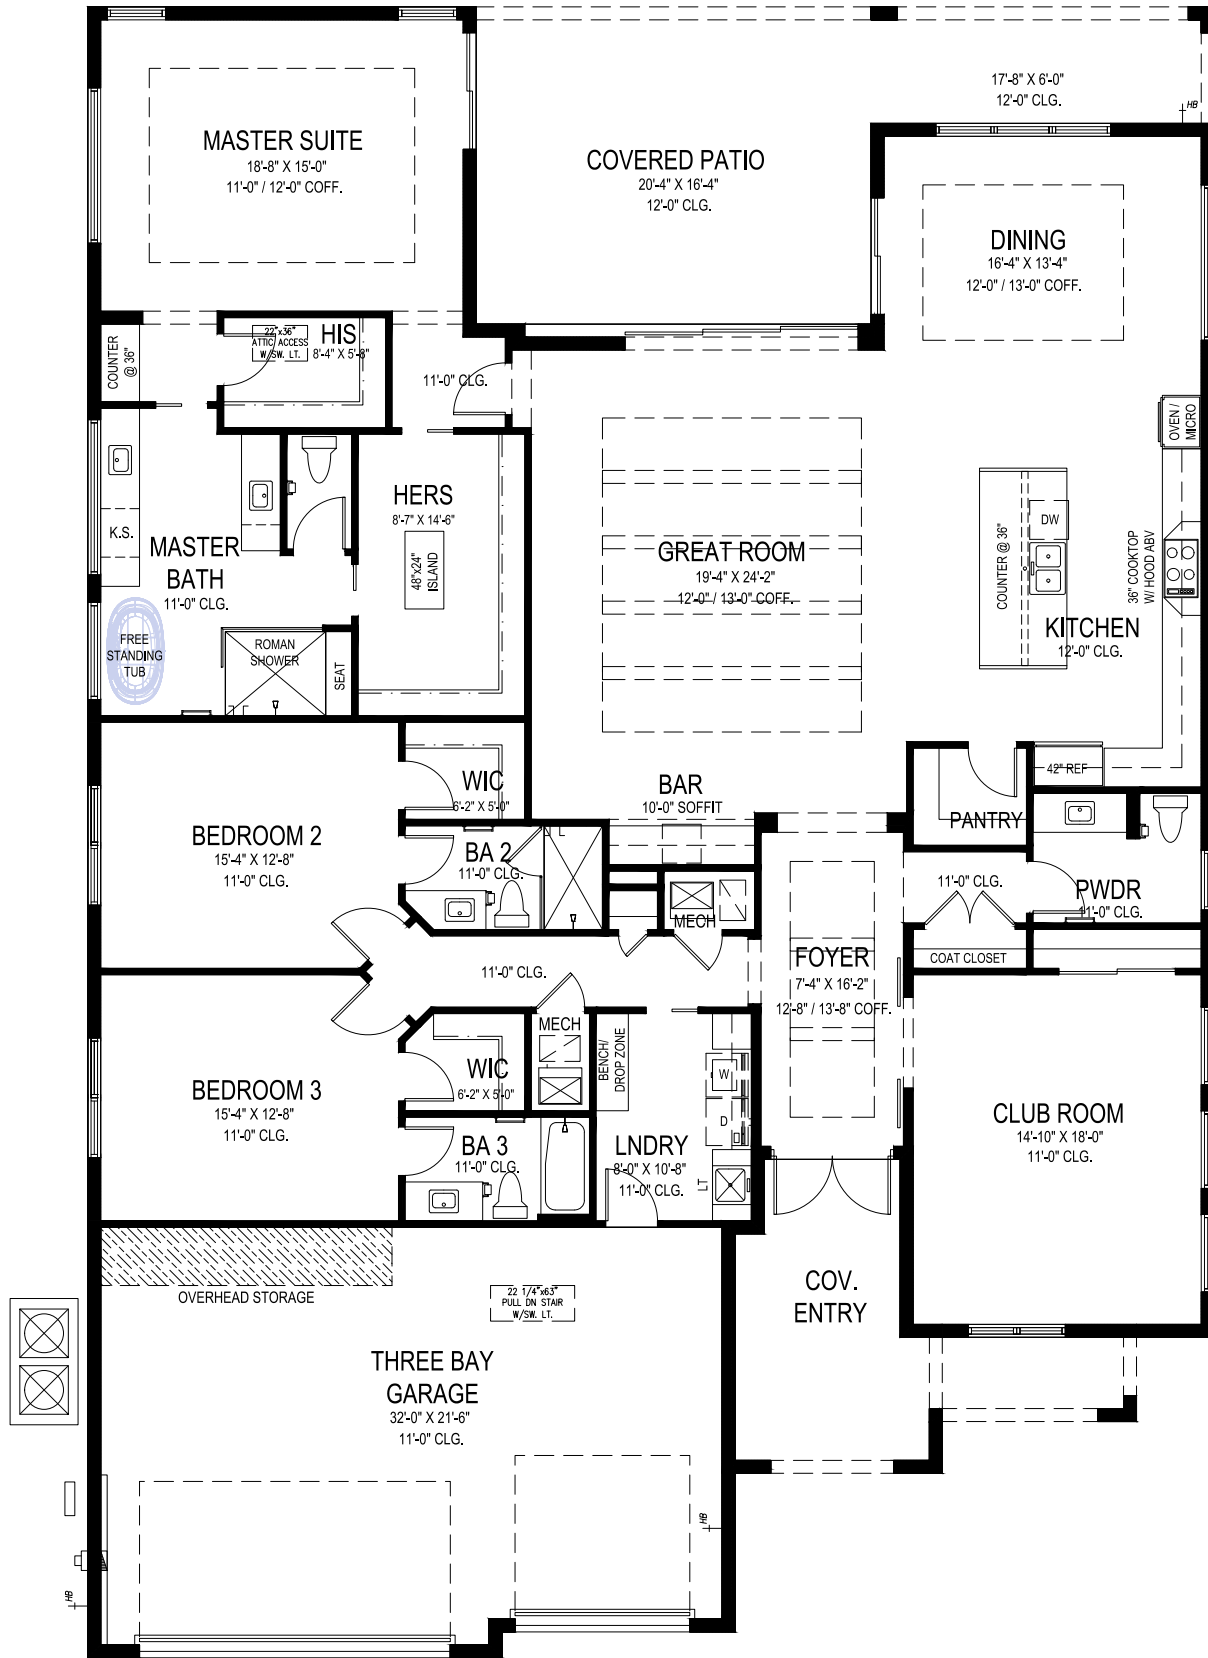 17'-8" X 6'-0"
12'-0" CLG.
HB
MASTER SUITE
18'-8" X 15'-0"
11'-0" / 12'-0" COFF.
COVERED PATIO
20'-4" X 16'-4"
12'-0" CLG.
DINING
16'-4" X 13'-4"
12'-0" / 13'-0" COFF.
COUNTER
@ 36"
22"x36"
ATTIC ACCESS
W/SW. LT.
HIS
8'-4" X 5'-6"
11'-0" CLG.
OVEN /
MICRO
K.S.
MASTER
BATH
11'-0" CLG.
HERS
8'-7" X 14'-6"
48"x24"
ISLAND
GREAT ROOM
19'-4" X 24'-2"
12'-0" / 13'-0" COFF.
COUNTER @ 36"
DW
36" COOKTOP
W/ HOOD ABV
KITCHEN
12'-0" CLG.
FREE
STANDING
TUB
ROMAN
SHOWER
SEAT
42" REF
WIC
6'-2" X 5'-0"
BAR
10'-0" SOFFIT
PANTRY
BEDROOM 2
15'-4" X 12'-8"
11'-0" CLG.
BA 2
11'-0" CLG.
MECH
11'-0" CLG.
PWDR
11'-0" CLG.
11'-0" CLG.
FOYER
7'-4" X 16'-2"
12'-8" / 13'-8" COFF.
COAT CLOSET
MECH
BENCH/
DROP ZONE
WIC
6'-2" X 5'-0"
W
D
BEDROOM 3
15'-4" X 12'-8"
11'-0" CLG.
BA 3
11'-0" CLG.
LNDRY
8'-0" X 10'-8"
11'-0" CLG.
LT
CLUB ROOM
14'-10" X 18'-0"
11'-0" CLG.
OVERHEAD STORAGE
22 1/4"x63"
PULL DN STAIR
W/SW. LT.
COV.
ENTRY
THREE BAY
GARAGE
32'-0" X 21'-6"
11'-0" CLG.
HB
HB